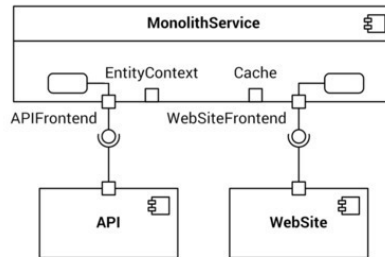 MonolithService
EntityContext Cache
APIFrontend WebSiteFrontend
API WebSite